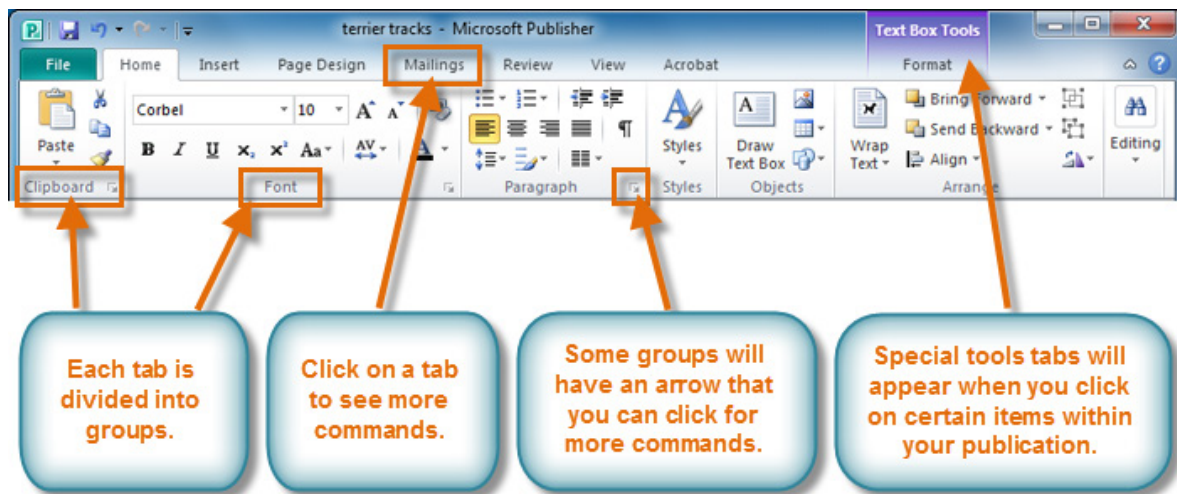 terrier tracks - Microsoft Publisher
Text Box Tools
File Home Insert Page Design Mailings Review View Acrobat Format
Corbel 10 A A
Bring Forward
Send Backward
Paste Styles Draw Text Box Wrap Text Align Editing
B I U x₂ x² Aa AV A
Clipboard Font Paragraph Styles Objects Arrange
Each tab is
divided into
groups.
Click on a tab
to see more
commands.
Some groups will
have an arrow that
you can click for
more commands.
Special tools tabs will
appear when you click
on certain items within
your publication.